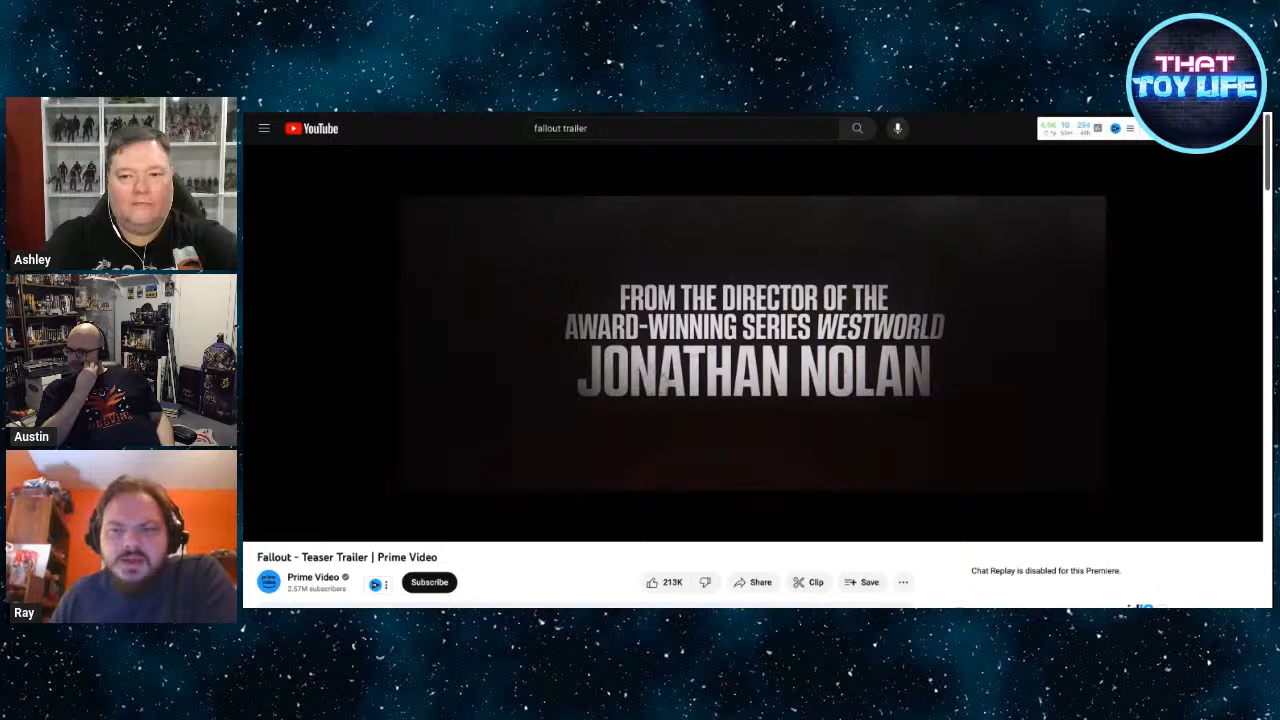 THAT
TOY LIFE
YouTube
fallout trailer
FROM THE DIRECTOR OF THE
AWARD-WINNING SERIES WESTWORLD
JONATHAN NOLAN
Ashley
Austin
Ray
Fallout - Teaser Trailer | Prime Video
Prime Video
2.57M subscribers
Subscribe
213K
Share
Clip
Save
Chat Replay is disabled for this Premiere.